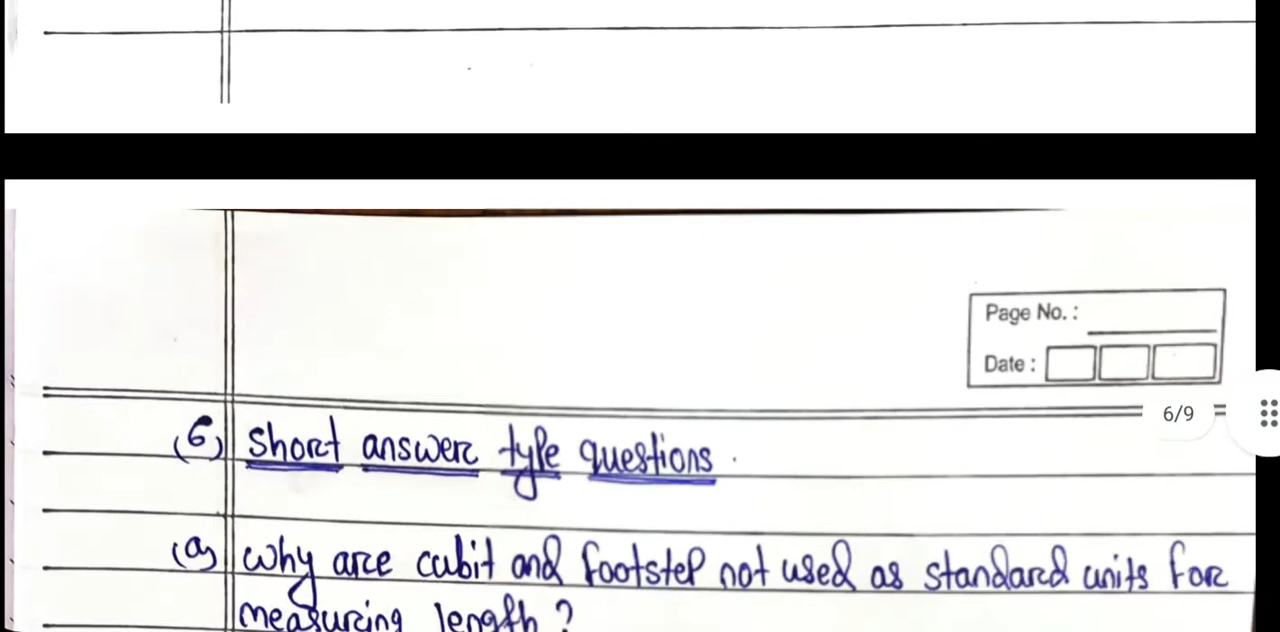 Page No. :
Date :
6/9
(6) Short answer type questions.
(a) Why are cubit and footstep not used as standard units for
measuring length ?